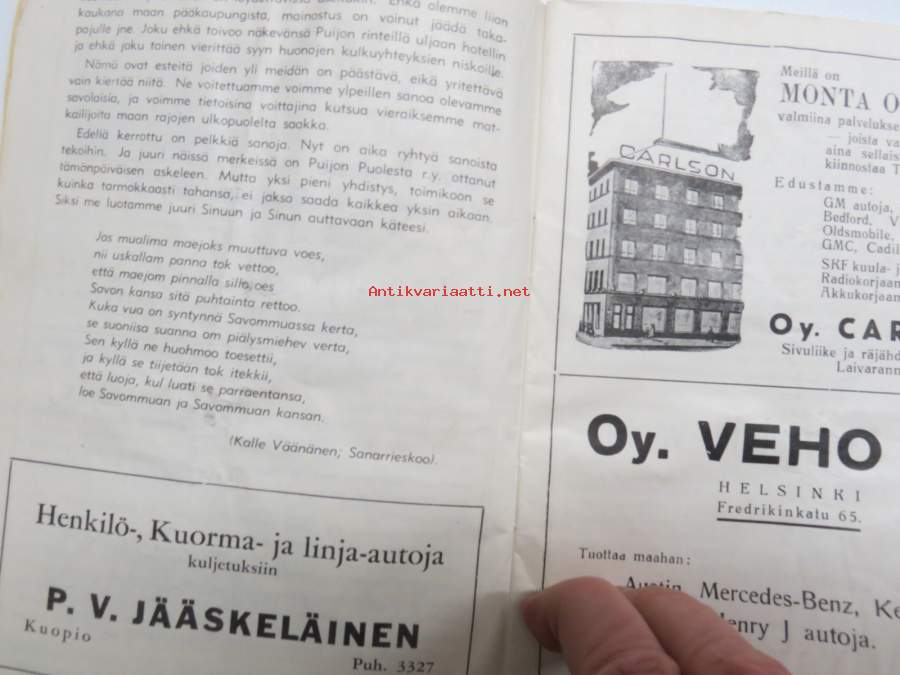 Ehkä olemme liian
kaukana maan pääkaupungista, mainostus on voinut jäädä taka-
pajulle jne. Joku ehkä toivoo näkevänsä Puijon rinteillä uljaan hotellin
ja ehkä joku toinen vierittää syyn huonojen kulkuyhteyksien niskoille.
Nämä ovat esteitä joiden yli meidän on päästävä, eikä yritettävä
vain kiertää niitä. Ne voitettuamme voimme ylpeillen sanoa olevamme
savolaisia, ja voimme tietoisina voittajina kutsua vieraiksemme mat-
kailijoita maan rajojen ulkopuolelta saakka.
Edellä kerrottu on pelkkiä sanoja. Nyt on aika ryhtyä sanoista
tekoihin. Ja juuri näissä merkeissä on Puijon Puolesta r.y. ottanut
tämänpäiväisen askeleen. Mutta yksi pieni yhdistys, toimikoon se
kuinka tarmokkaasti tahansa, ei jaksa saada kaikkea yksin aikaan.
Siksi me luotamme juuri Sinuun ja Sinun auttavaan käteesi.
Jos mualima maejoks muuttuva voes,
nii uskallam panna tok vettoo,
että maejom pinnalla sillo, oes
Savon kansa sitä puhtainta rettoo.
Kuka vua on syntynnä Savommuassa kerta,
se suoniisa suanna om piälysmiehev verta,
Sen kyllä ne huohmoo toesettii,
ja kyllä se tiijetään tok itekkii,
että luoja, kul luati se parraentansa,
loe Savommuan ja Savommuan kansan.
(Kalle Väänänen; Sanarrieskoo).
Henkilö-, Kuorma- ja linja-autoja
kuljetuksiin
P. V. JÄÄSKELÄINEN
Kuopio
Puh. 3327
Antikvariaatti.net
Meillä on
MONTA O
valmiina palvelukse
— joista va
aina sellais
kiinnostaa T
Edustamme:
GM autoja,
Bedford, V
Oldsmobile,
GMC, Cadil
SKF kuula- j
Radiokorjaan
Akkukorjaan
CARLSON
Oy. CAR
Sivuliike ja räjähd
Laivarann
Oy. VEHO
HELSINKI
Fredrikinkatu 65.
Tuottaa maahan:
Austin, Mercedes-Benz, Ke
enry J autoja.